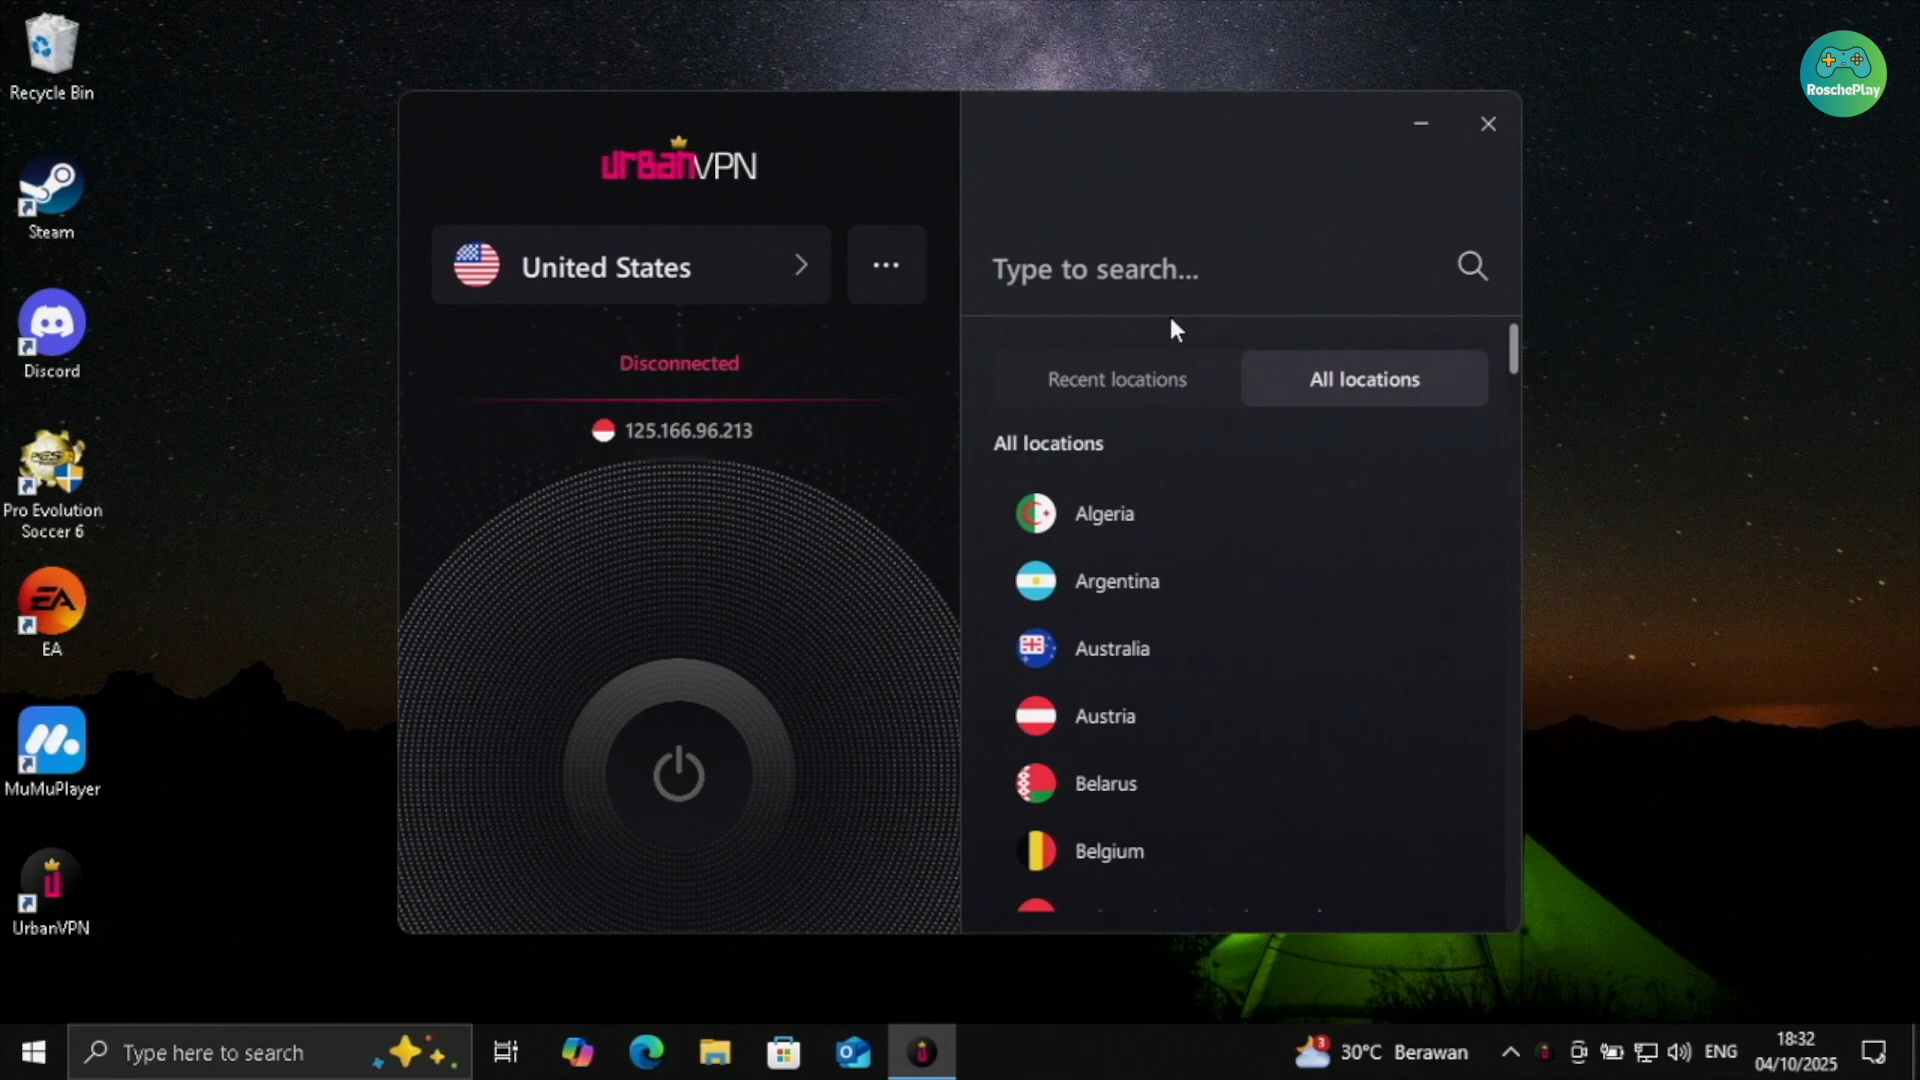 Recycle Bin
Steam
Discord
Pro Evolution
Soccer 6
EA
EA
MuMuPlayer
UrbanVPN
urbanVPN
United States
Disconnected
125.166.96.213
Type to search...
Recent locations
All locations
All locations
Algeria
Argentina
Australia
Austria
Belarus
Belgium
RoschePlay
Type here to search
3
30°C Berawan
ENG
18:32
04/10/2025